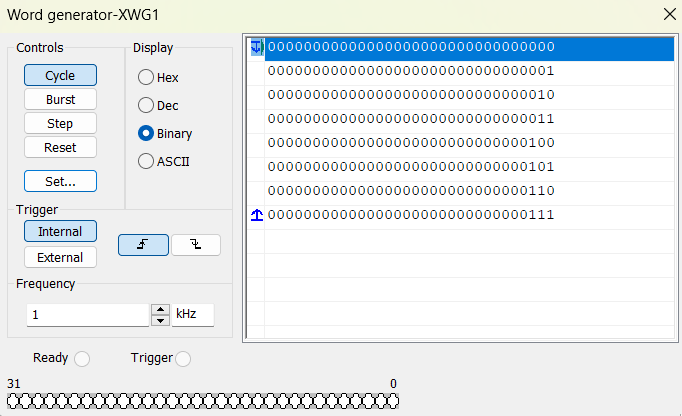 Word generator-XWG1
Controls
Cycle
Burst
Step
Reset
Set...
Display
Hex
Dec
Binary
ASCII
Trigger
Internal
External
Frequency
1 kHz
Ready Trigger
31 0
00000000000000000000000000000000
00000000000000000000000000000001
00000000000000000000000000000010
00000000000000000000000000000011
00000000000000000000000000000100
00000000000000000000000000000101
00000000000000000000000000000110
00000000000000000000000000000111